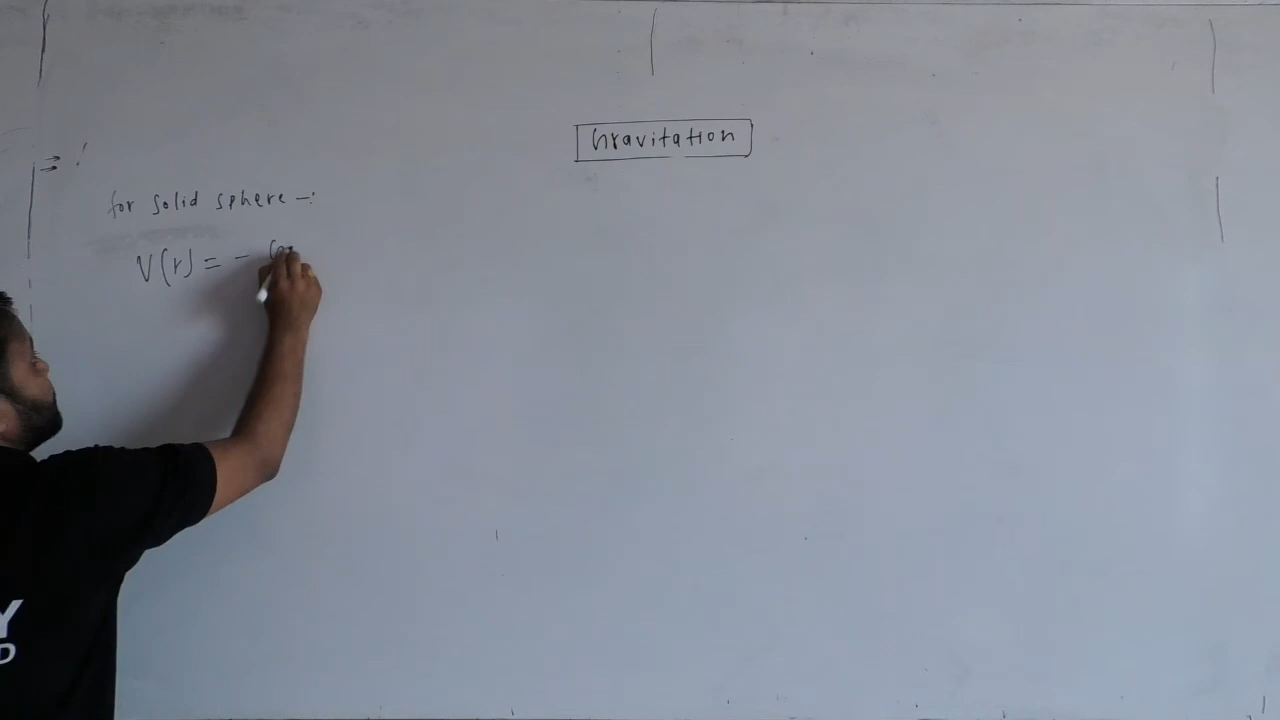 Gravitation
for solid sphere -:
V(r) = - G
Y
D